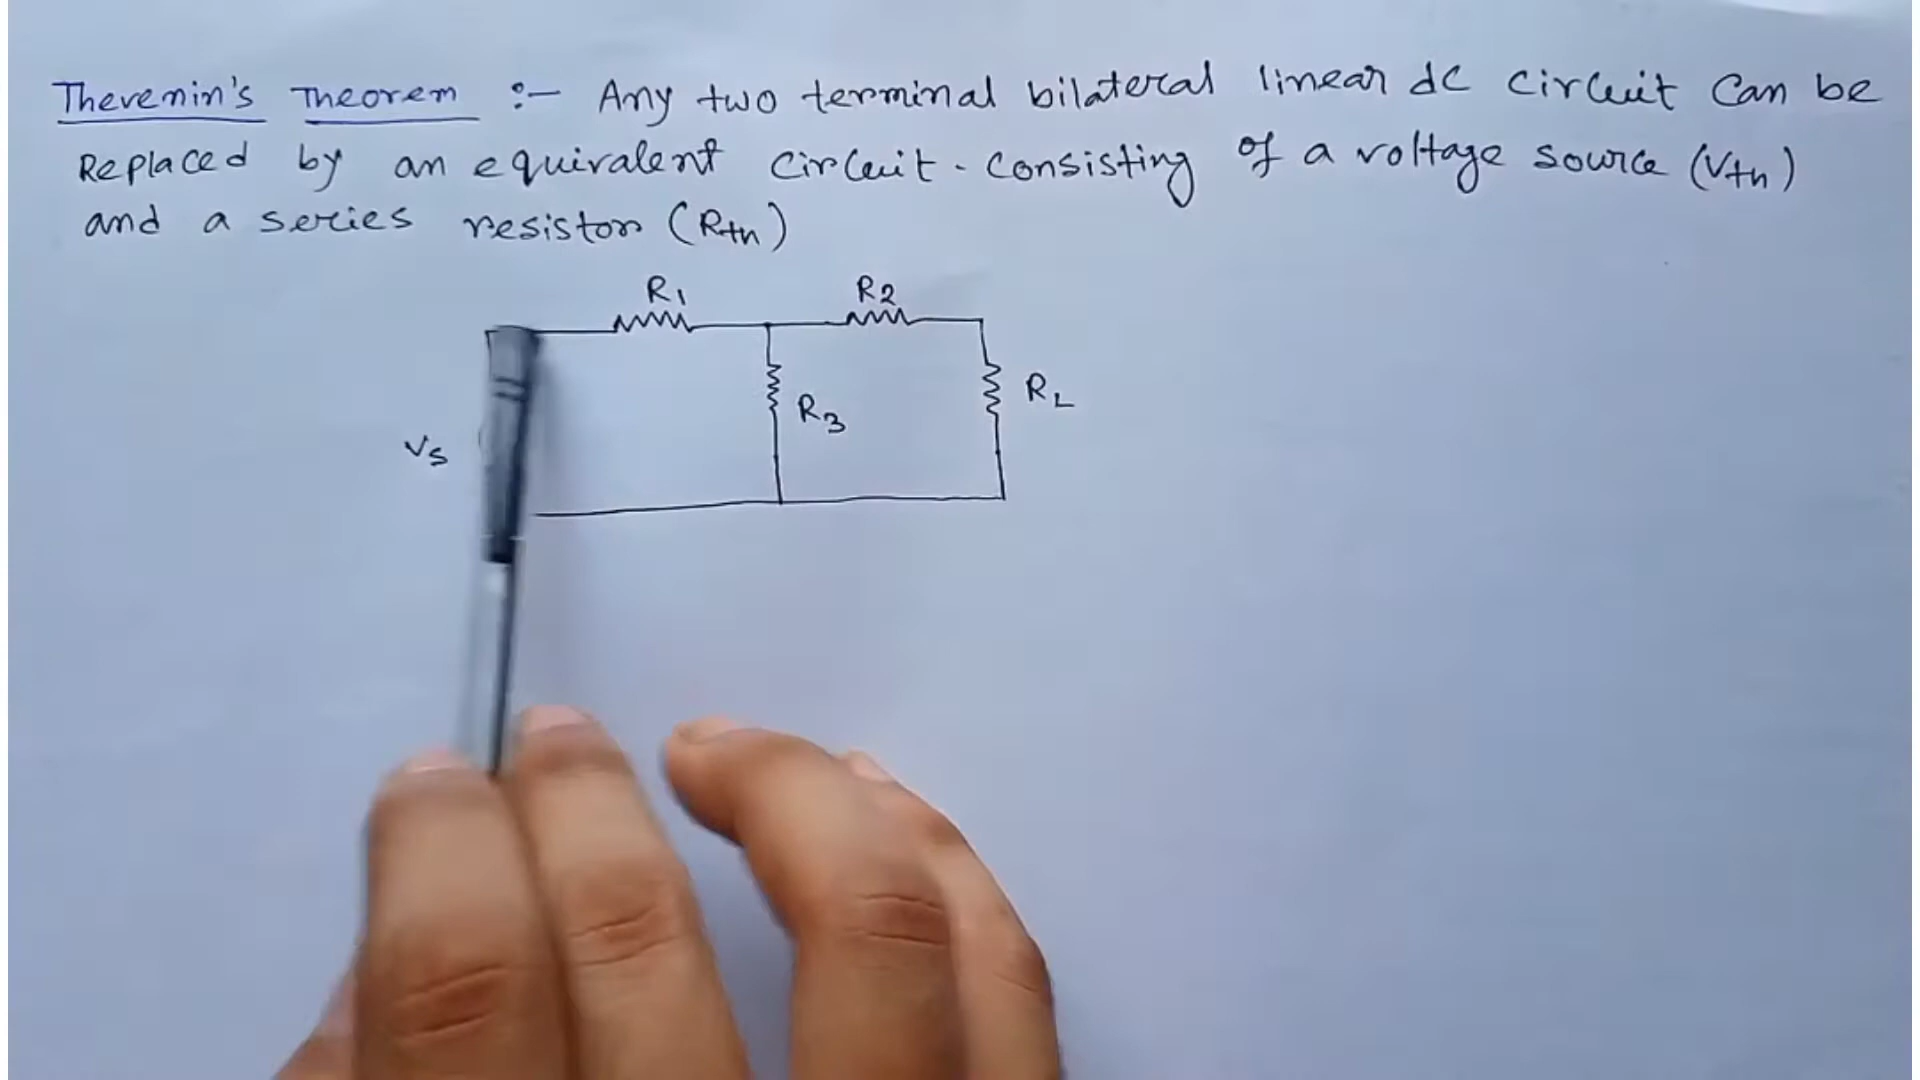 Thevenin's Theorem :- Any two terminal bilateral linear dc circuit can be
Replaced by an equivalent circuit - consisting of a voltage source (Vth)
and a series resistor (Rth)
R1 R2
R3 RL
Vs